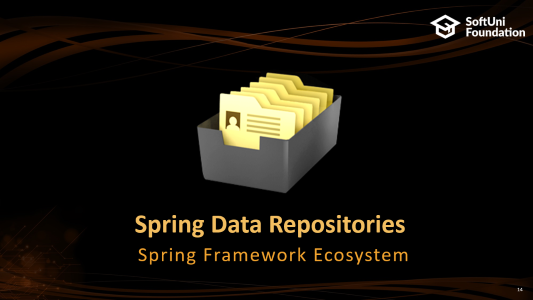 SoftUni
Foundation
Spring Data Repositories
Spring Framework Ecosystem
14